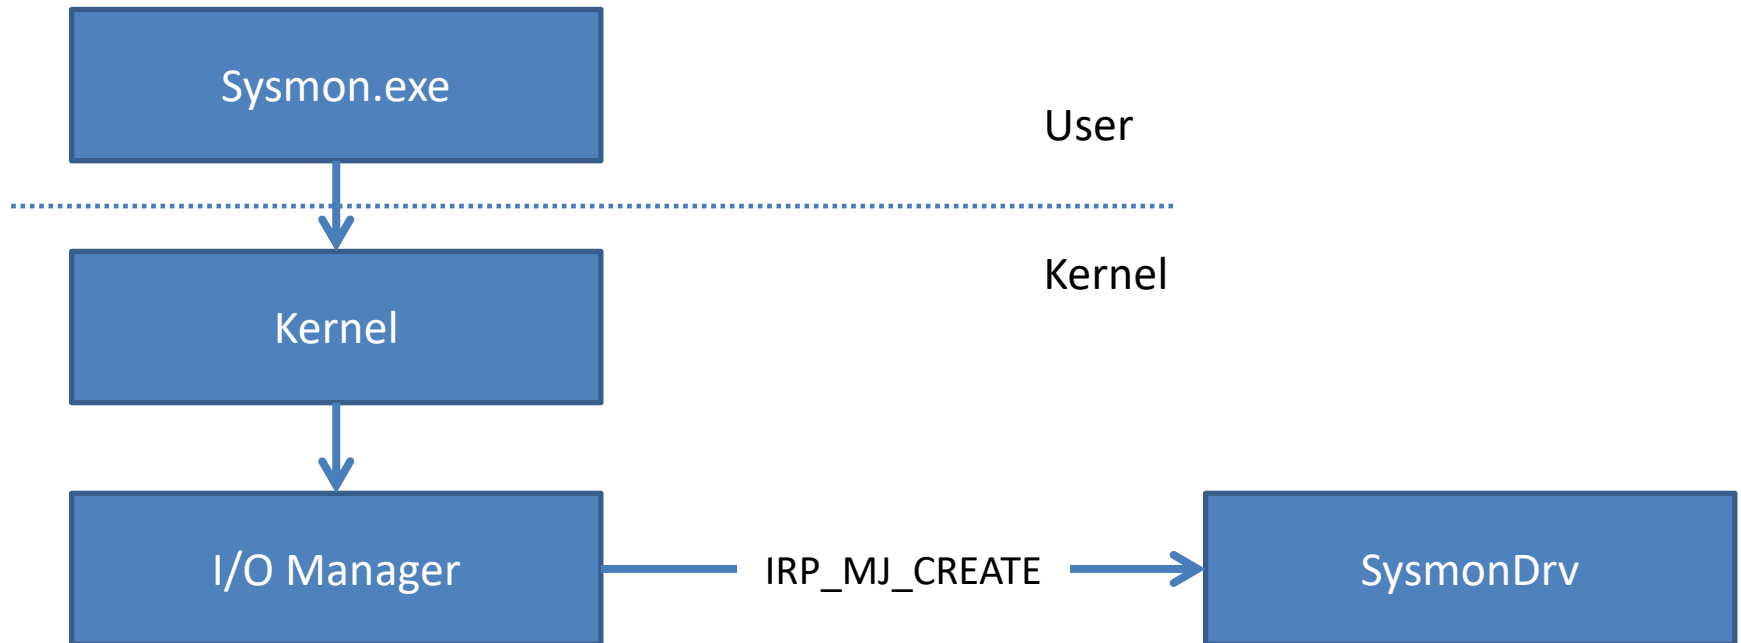 Sysmon.exe
User
Kernel
Kernel
I/O Manager
IRP_MJ_CREATE
SysmonDrv